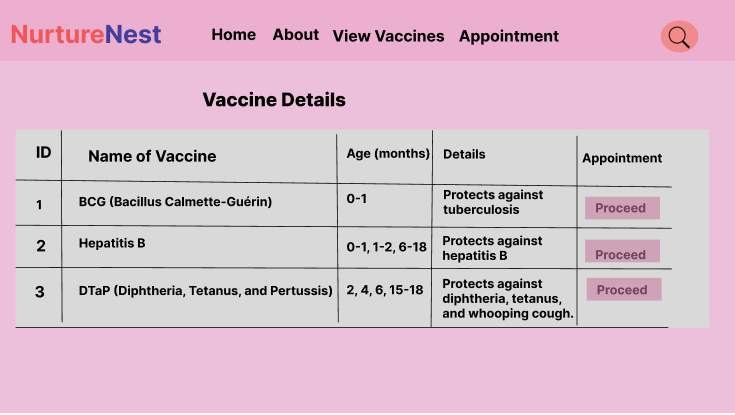 NurtureNest
Home About View Vaccines Appointment
Vaccine Details
ID Name of Vaccine Age (months) Details Appointment
1 BCG (Bacillus Calmette-Guérin) 0-1 Protects against
tuberculosis Proceed
2 Hepatitis B 0-1, 1-2, 6-18 Protects against
hepatitis B Proceed
3 DTaP (Diphtheria, Tetanus, and Pertussis) 2, 4, 6, 15-18 Protects against
diphtheria, tetanus,
and whooping cough. Proceed